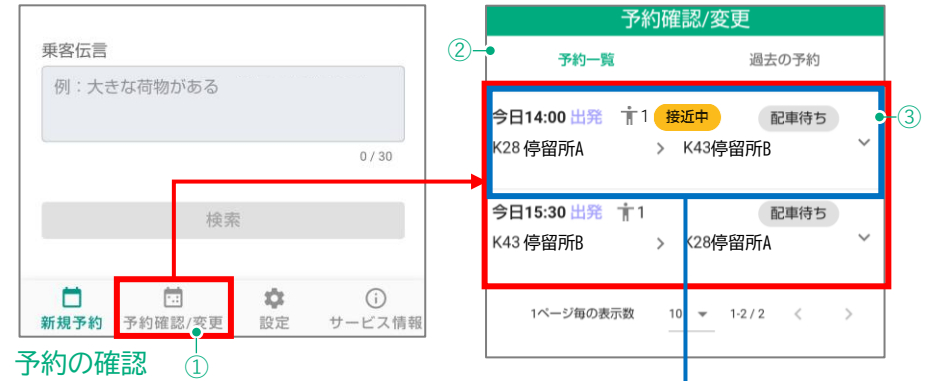 乗客伝言
例：大きな荷物がある
0 / 30
検索
新規予約 予約確認/変更 設定 サービス情報
予約の確認 ①
予約確認/変更
② 予約一覧 過去の予約
今日14:00 出発 1 接近中 配車待ち ③
K28 停留所A > K43停留所B
今日15:30 出発 1 配車待ち
K43 停留所B > K28停留所A
1ページ毎の表示数 10 1-2 / 2 < >